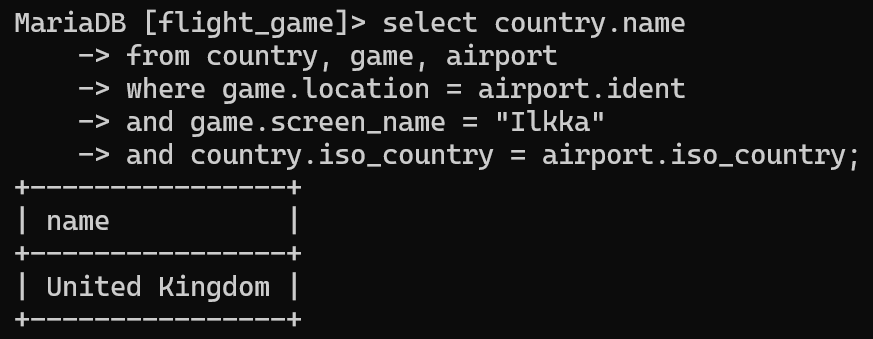 MariaDB [flight_game]> select country.name
    -> from country, game, airport
    -> where game.location = airport.ident
    -> and game.screen_name = "Ilkka"
    -> and country.iso_country = airport.iso_country;
+----------------+
| name           |
+----------------+
| United Kingdom |
+----------------+